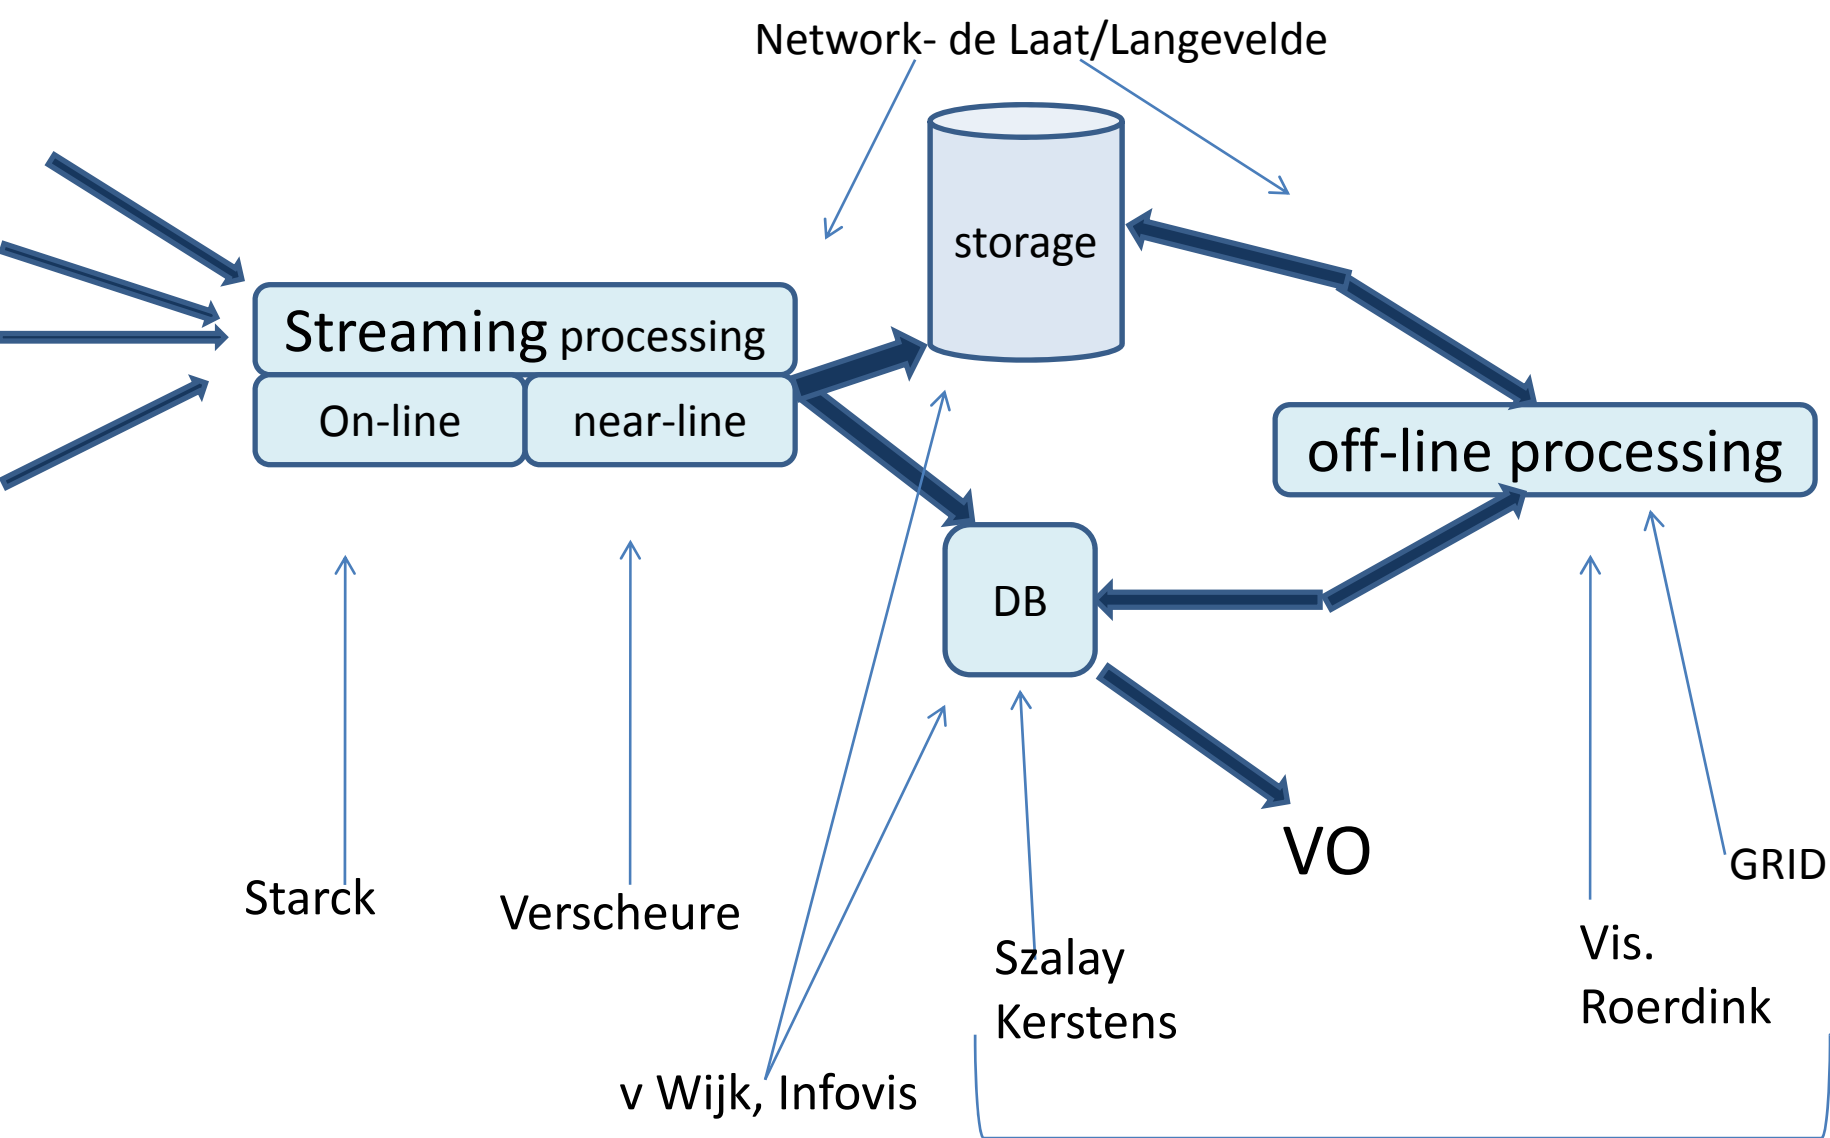 Network- de Laat/Langevelde
storage
Streaming processing
On-line
near-line
off-line processing
DB
VO
GRID
Starck
Verscheure
Szalay
Kerstens
Vis.
Roerdink
v Wijk, Infovis